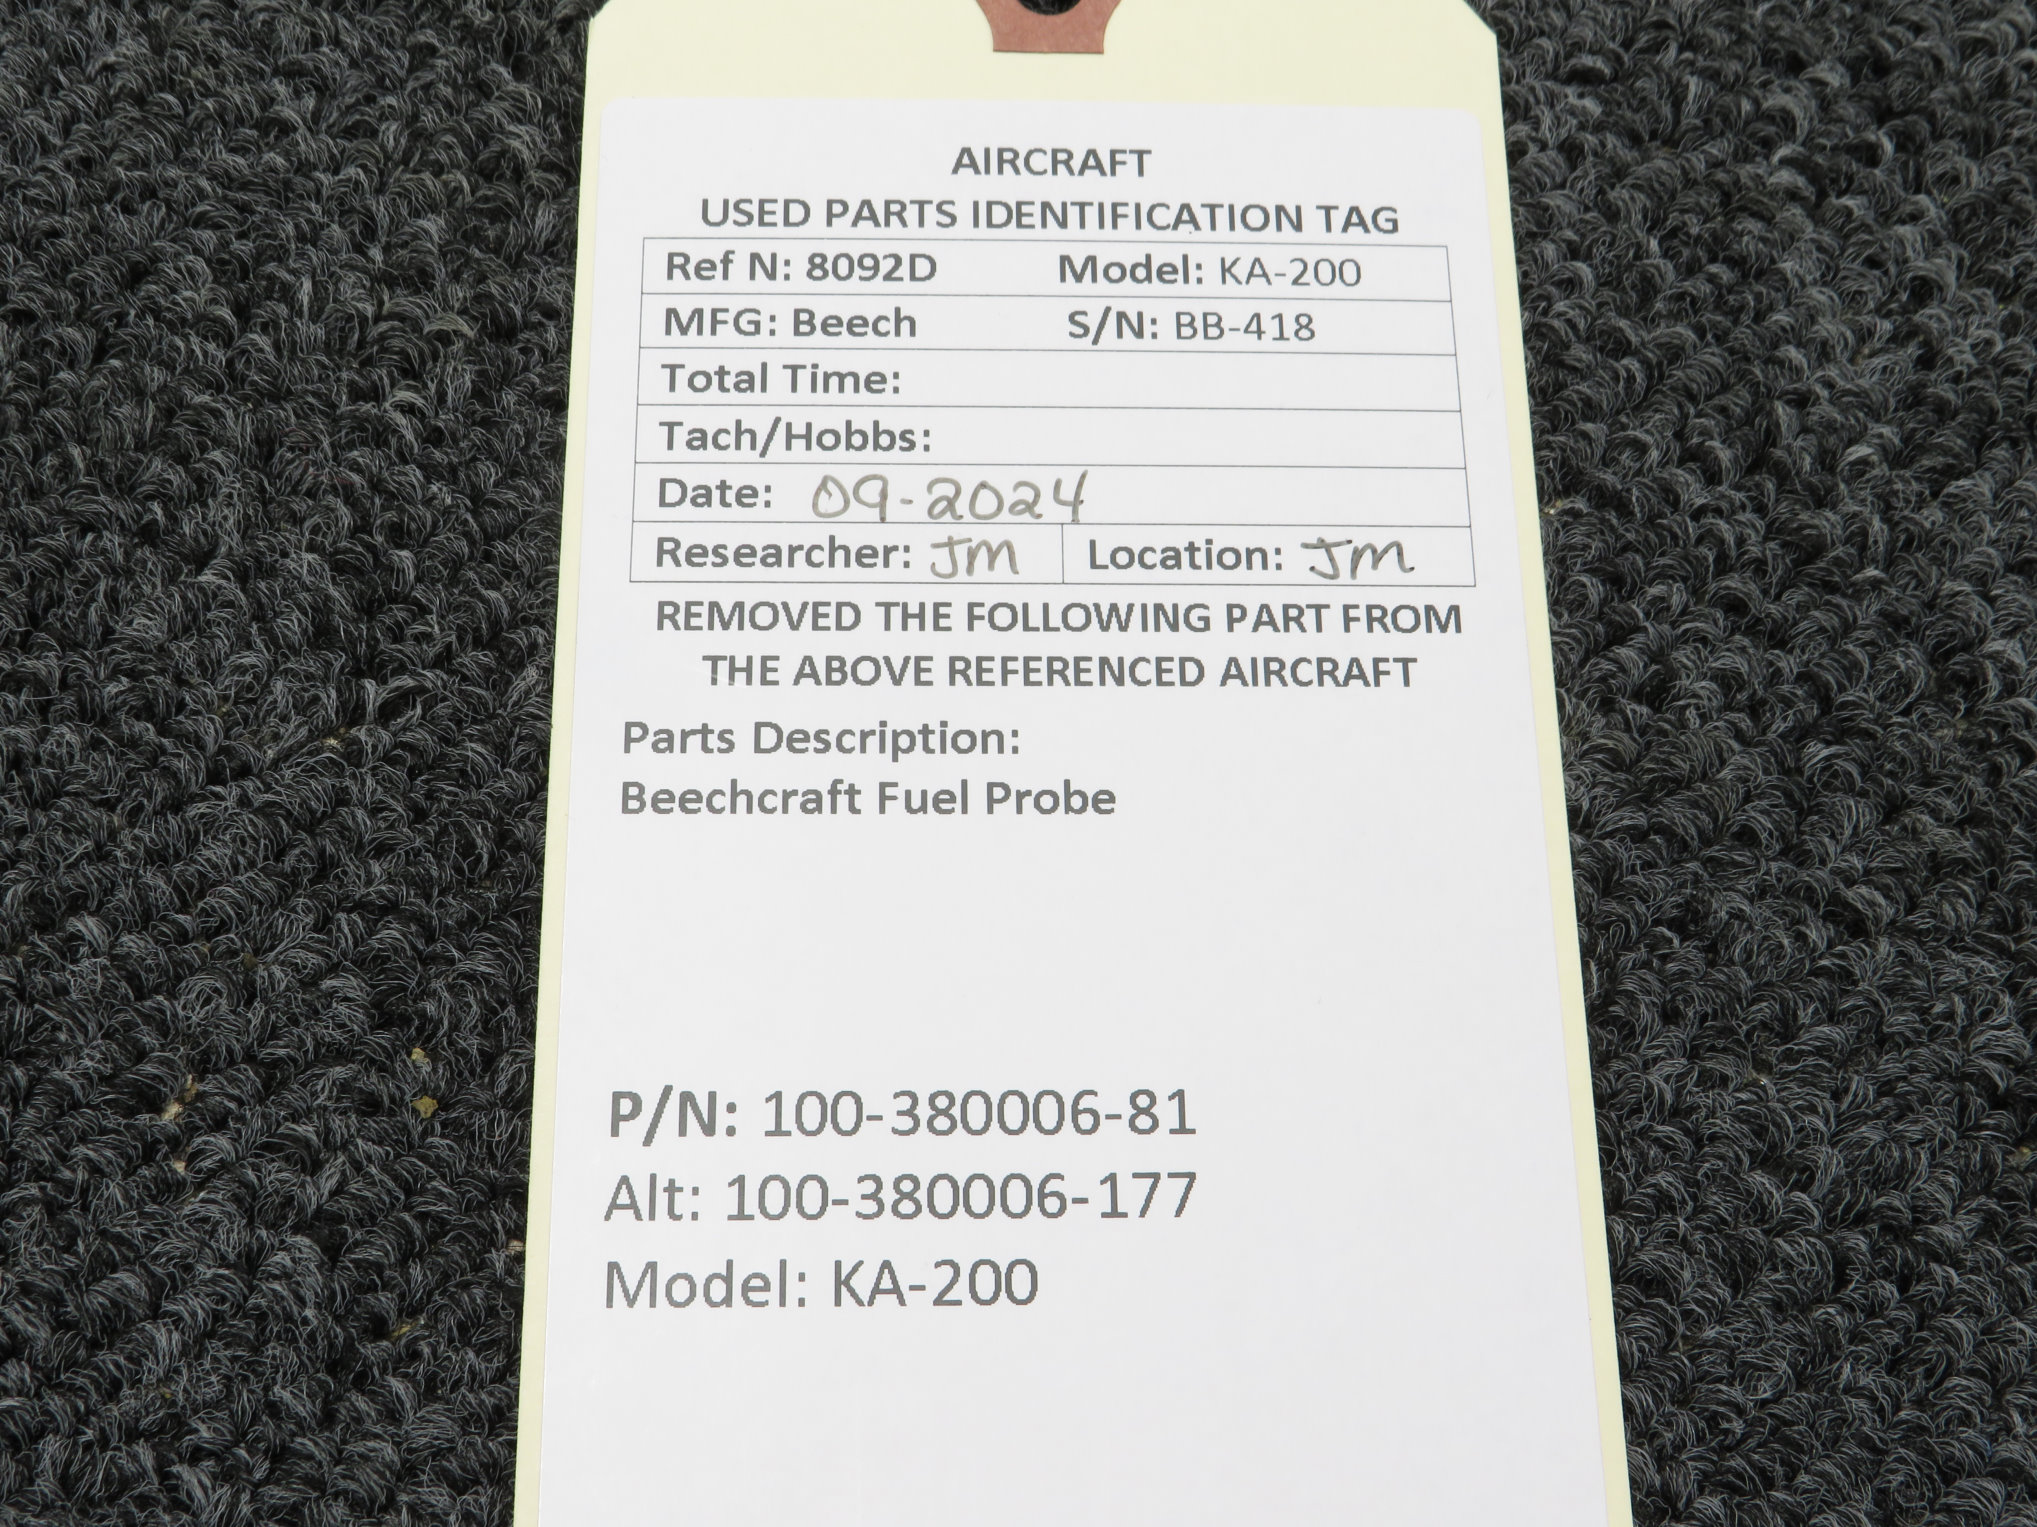 AIRCRAFT
USED PARTS IDENTIFICATION TAG
Ref N: 8092D Model: KA-200
MFG: Beech S/N: BB-418
Total Time:
Tach/Hobbs:
Date: 09-2024
Researcher: JM Location: JM
REMOVED THE FOLLOWING PART FROM
THE ABOVE REFERENCED AIRCRAFT
Parts Description:
Beechcraft Fuel Probe
P/N: 100-380006-81
Alt: 100-380006-177
Model: KA-200